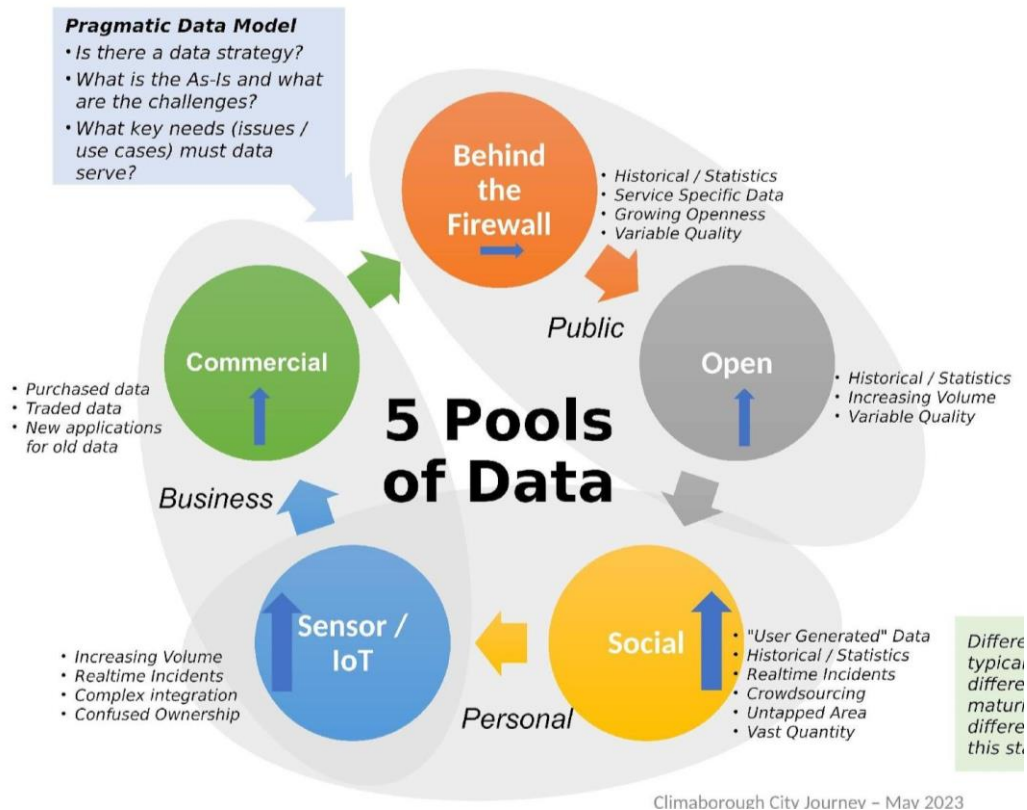 Pragmatic Data Model
• Is there a data strategy?
• What is the As-Is and what
are the challenges?
• What key needs (issues /
use cases) must data
serve?
Behind
the
Firewall
• Historical / Statistics
• Service Specific Data
• Growing Openness
• Variable Quality
Public
Commercial
Open
• Purchased data
• Traded data
• New applications
for old data
• Historical / Statistics
• Increasing Volume
• Variable Quality
5 Pools
of Data
Business
Sensor /
IoT
Social
• Increasing Volume
• Realtime Incidents
• Complex integration
• Confused Ownership
• "User Generated" Data
• Historical / Statistics
• Realtime Incidents
• Crowdsourcing
• Untapped Area
• Vast Quantity
Personal
this
Climaborough City Journey – May 2023